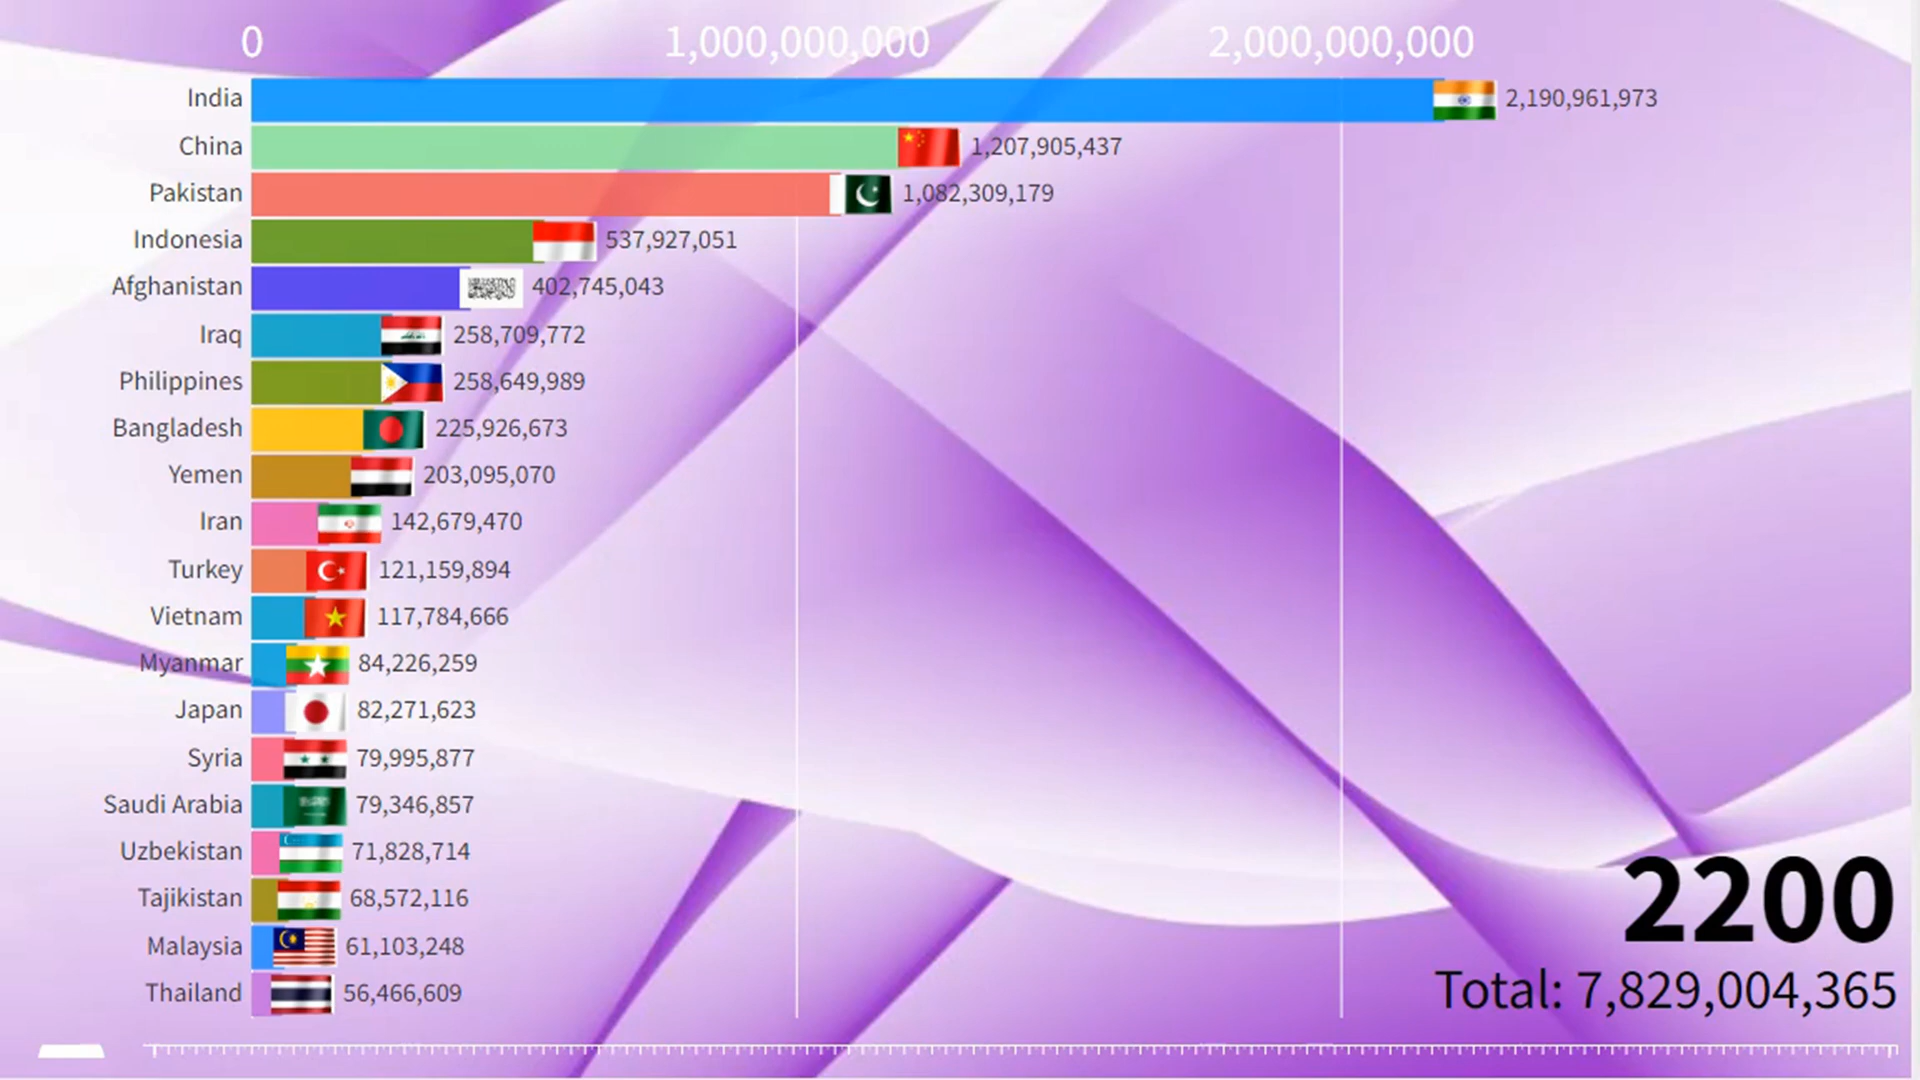 0 1,000,000,000 2,000,000,000
India 2,190,961,973
China 1,207,905,437
Pakistan 1,082,309,179
Indonesia 537,927,051
Afghanistan 402,745,043
Iraq 258,709,772
Philippines 258,649,989
Bangladesh 225,926,673
Yemen 203,095,070
Iran 142,679,470
Turkey 121,159,894
Vietnam 117,784,666
Myanmar 84,226,259
Japan 82,271,623
Syria 79,995,877
Saudi Arabia 79,346,857
Uzbekistan 71,828,714
Tajikistan 68,572,116
Malaysia 61,103,248
Thailand 56,466,609
2200
Total: 7,829,004,365